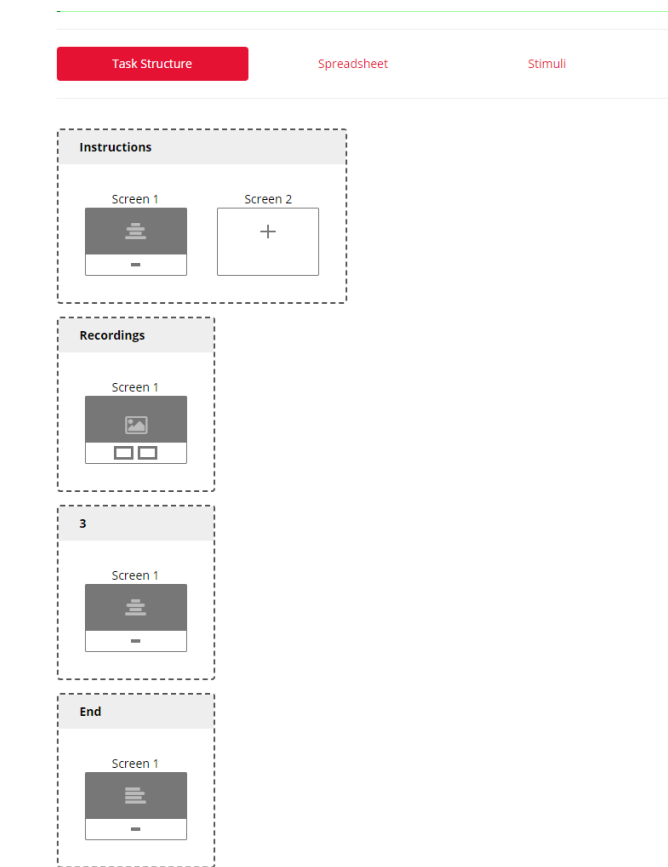 Task Structure Spreadsheet Stimuli
Instructions
Screen 1 Screen 2
Recordings
Screen 1
3
Screen 1
End
Screen 1